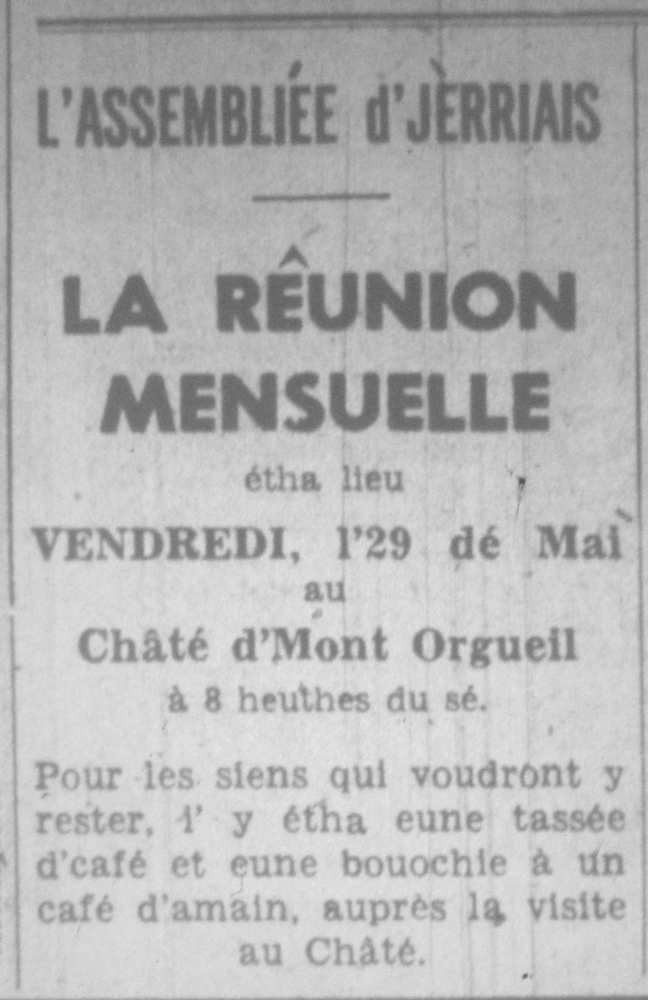 L'ASSEMBLIÉE d'JÈRRIAIS
LA RÊUNION
MENSUELLE
étha lieu
VENDREDI, l'29 dé Mai
au
Châté d'Mont Orgueil
à 8 heuthes du sé.
Pour les siens qui voudront y
rester, i' y étha eune tassée
d'café et eune bouochie à un
café d'amain, auprès la visite
au Châté.